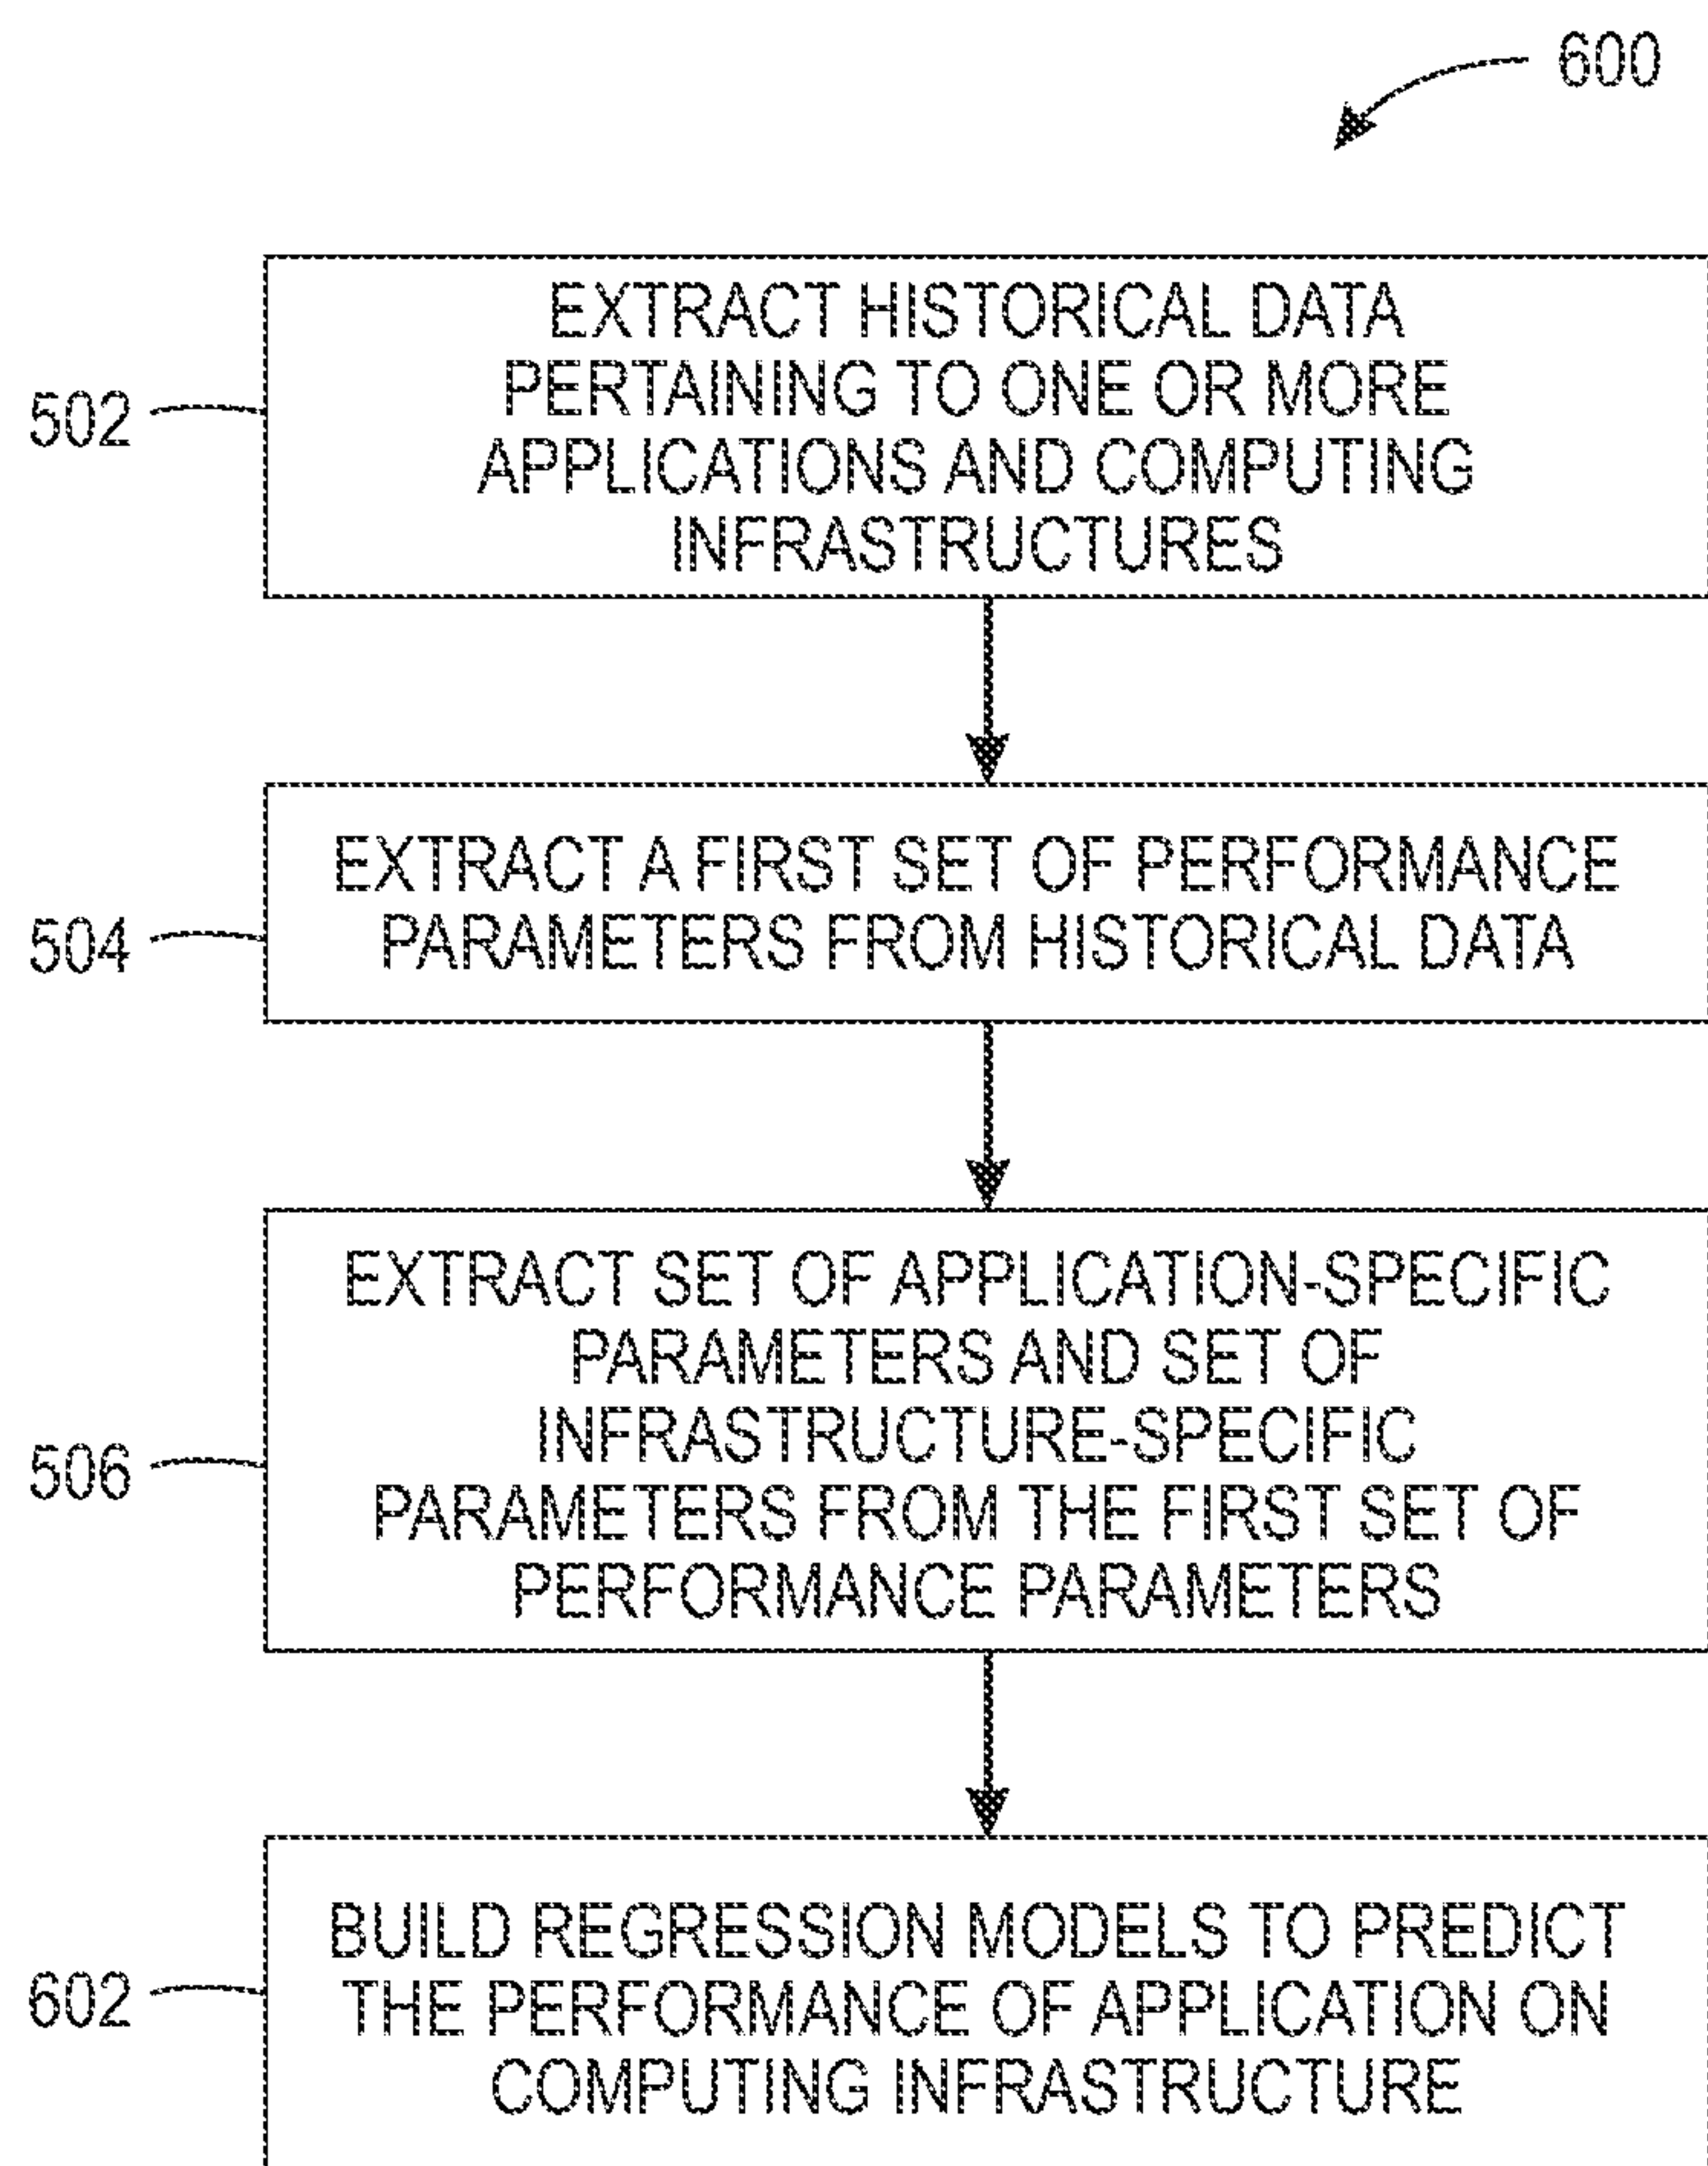 600
502
EXTRACT HISTORICAL DATA
PERTAINING TO ONE OR MORE
APPLICATIONS AND COMPUTING
INFRASTRUCTURES
504
EXTRACT A FIRST SET OF PERFORMANCE
PARAMETERS FROM HISTORICAL DATA
506
EXTRACT SET OF APPLICATION-SPECIFIC
PARAMETERS AND SET OF
INFRASTRUCTURE-SPECIFIC
PARAMETERS FROM THE FIRST SET OF
PERFORMANCE PARAMETERS
602
BUILD REGRESSION MODELS TO PREDICT
THE PERFORMANCE OF APPLICATION ON
COMPUTING INFRASTRUCTURE